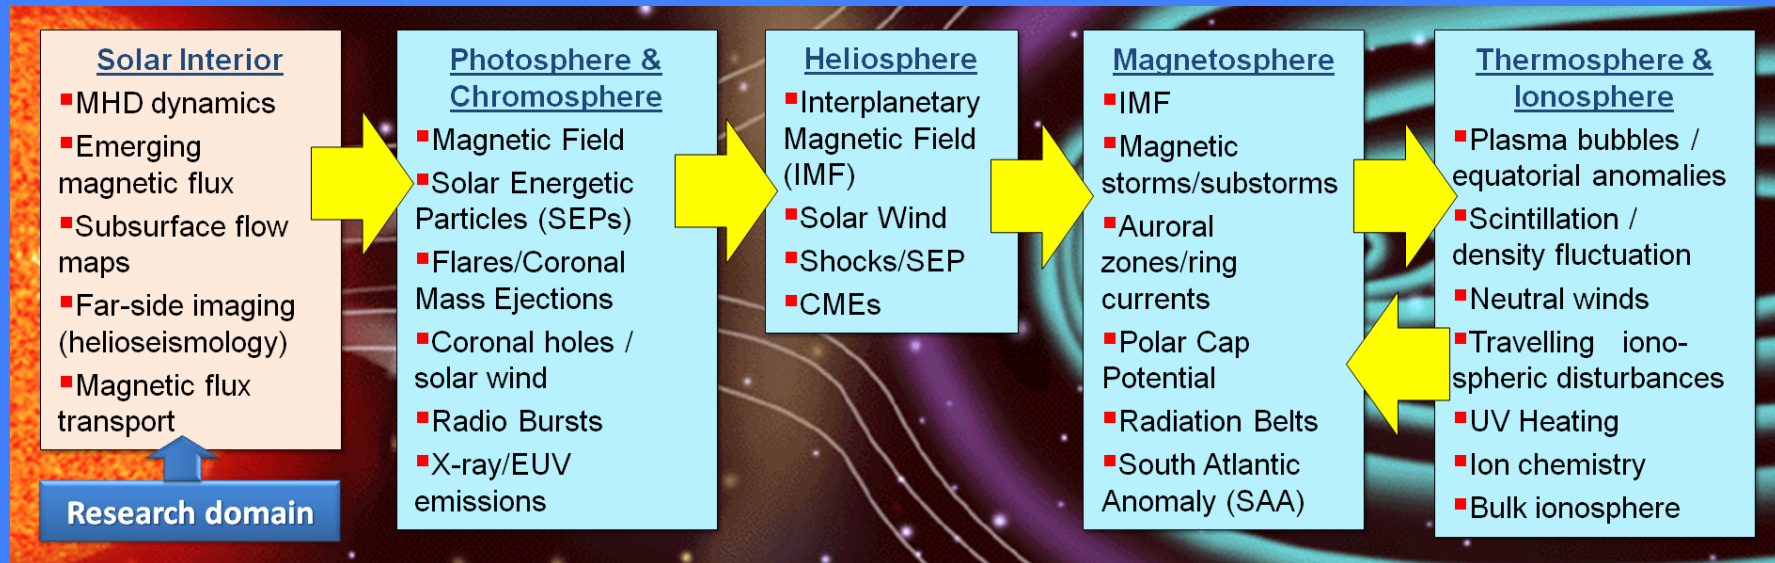 Solar Interior
▪MHD dynamics
▪Emerging
magnetic flux
▪Subsurface flow
maps
▪Far-side imaging
(helioseismology)
▪Magnetic flux
transport
Research domain
Photosphere &
Chromosphere
▪Magnetic Field
▪Solar Energetic
Particles (SEPs)
▪Flares/Coronal
Mass Ejections
▪Coronal holes /
solar wind
▪Radio Bursts
▪X-ray/EUV
emissions
Heliosphere
▪Interplanetary
Magnetic Field
(IMF)
▪Solar Wind
▪Shocks/SEP
▪CMEs
Magnetosphere
▪IMF
▪Magnetic
storms/substorms
▪Auroral
zones/ring
currents
▪Polar Cap
Potential
▪Radiation Belts
▪South Atlantic
Anomaly (SAA)
Thermosphere &
Ionosphere
▪Plasma bubbles /
equatorial anomalies
▪Scintillation /
density fluctuation
▪Neutral winds
▪Travelling iono-
spheric disturbances
▪UV Heating
▪Ion chemistry
▪Bulk ionosphere